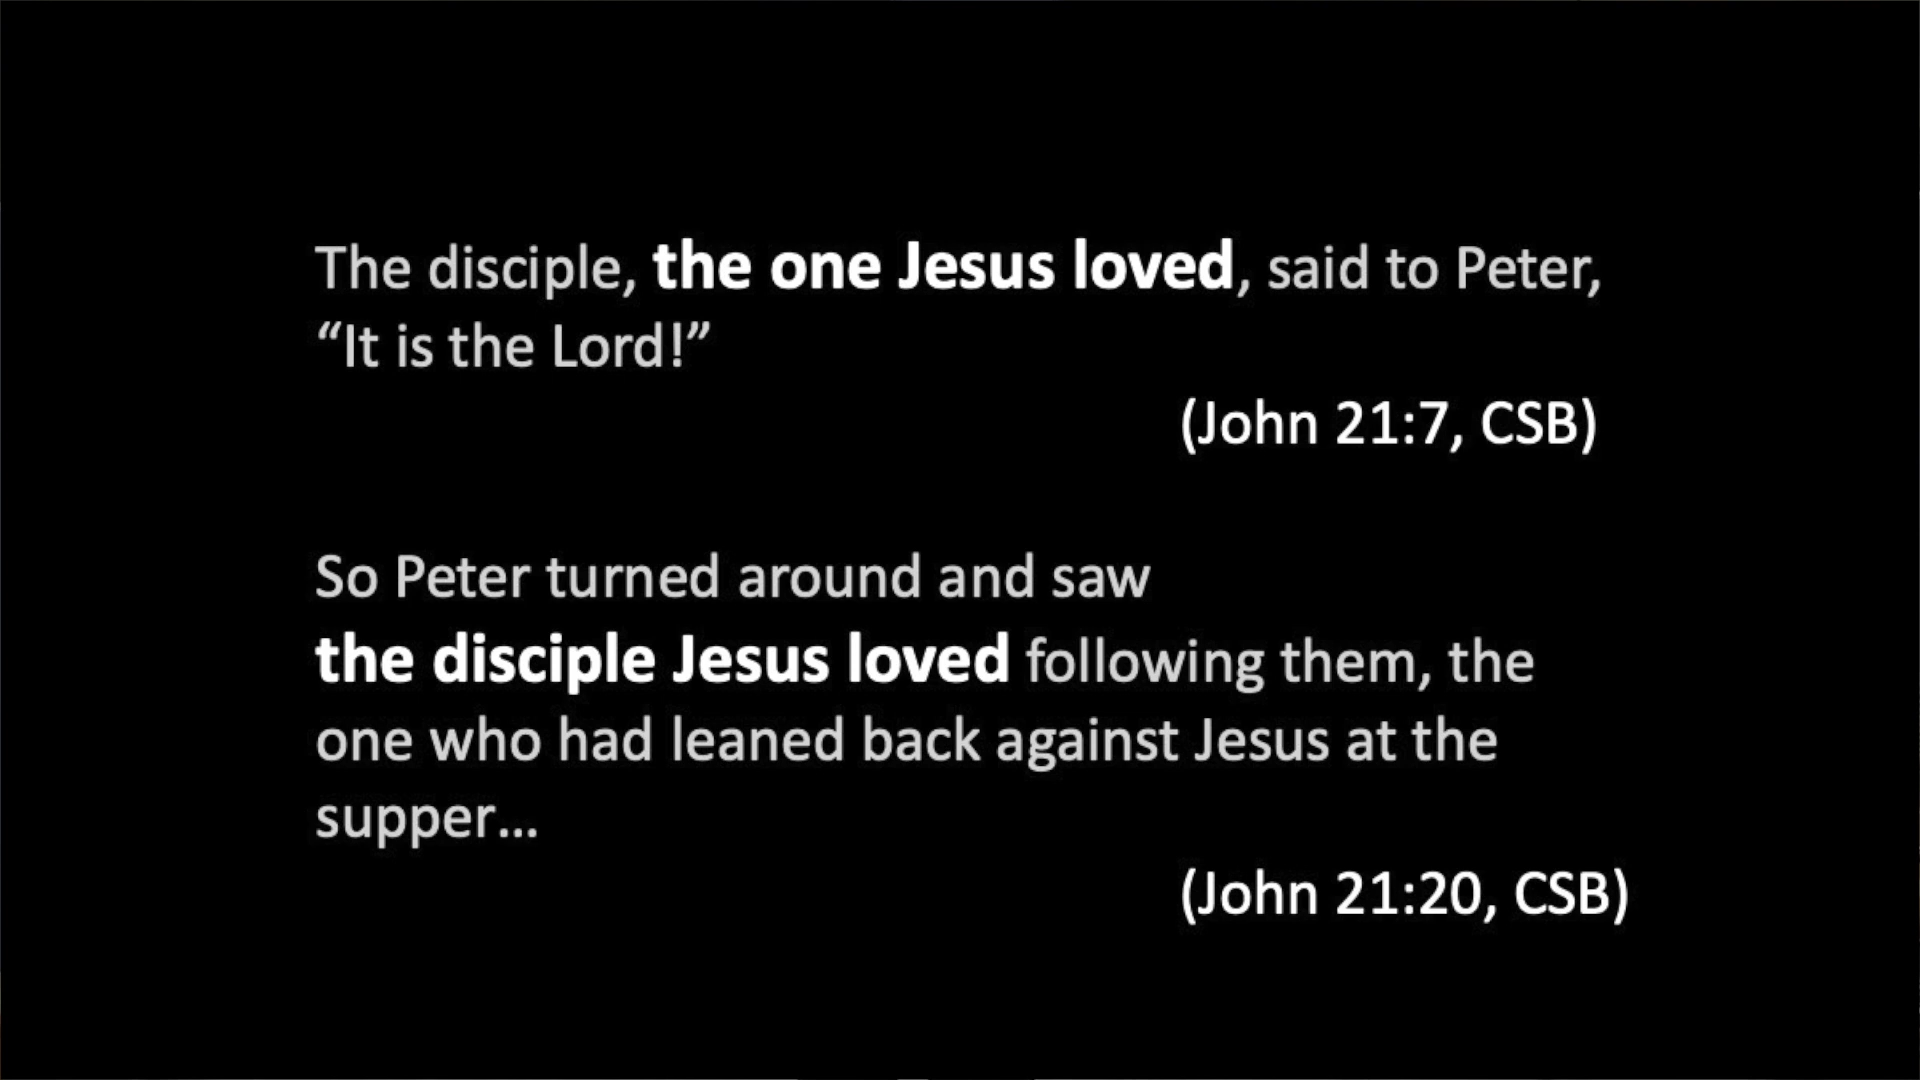 The disciple, the one Jesus loved, said to Peter,
“It is the Lord!”
(John 21:7, CSB)
So Peter turned around and saw
the disciple Jesus loved following them, the
one who had leaned back against Jesus at the
supper…
(John 21:20, CSB)